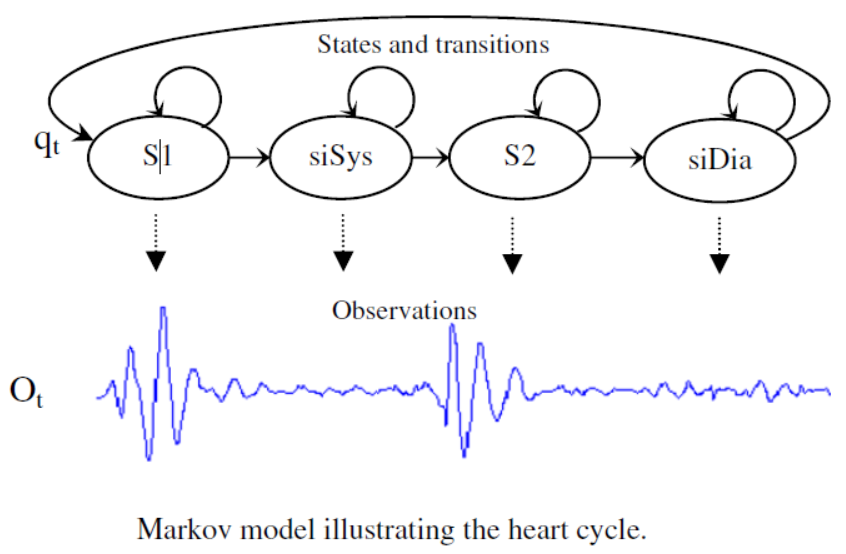 States and transitions
qt
S1 siSys S2 siDia
Observations
Ot
Markov model illustrating the heart cycle.